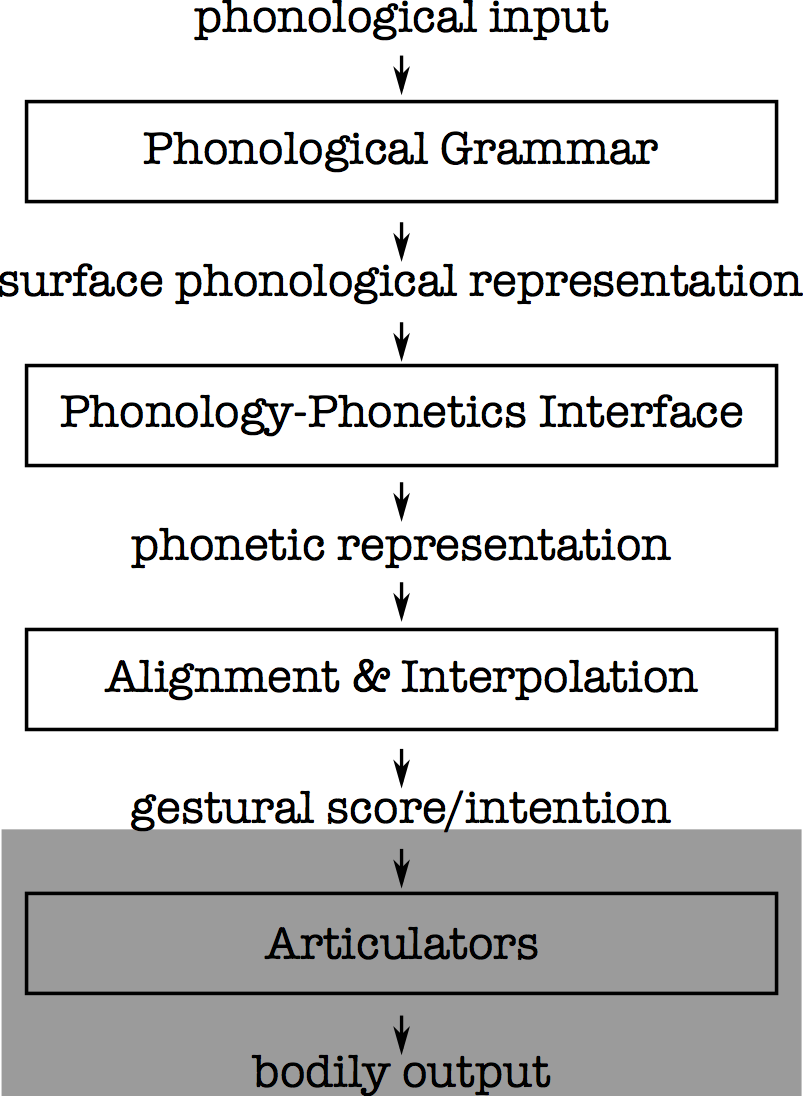 phonological input
Phonological Grammar
surface phonological representation
Phonology-Phonetics Interface
phonetic representation
Alignment & Interpolation
gestural score/intention
Articulators
bodily output